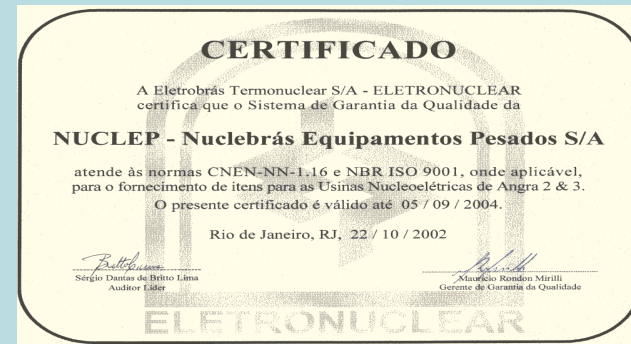 CERTIFICADO
A Eletrobrás Termonuclear S/A - ELETRONUCLEAR
certifica que o Sistema de Garantia da Qualidade da
NUCLEP - Nuclebrás Equipamentos Pesados S/A
atende às normas CNEN-NN-1.16 e NBR ISO 9001, onde aplicável,
para o fornecimento de itens para as Usinas Nucleoelétricas de Angra 2 & 3.
O presente certificado é válido até 05 / 09 / 2004.
Rio de Janeiro, RJ, 22 / 10 / 2002
Sérgio Dantas de Britto Lima
Auditor Líder
Maurício Rondon Mirilli
Gerente de Garantia da Qualidade
ELETRONUCLEAR